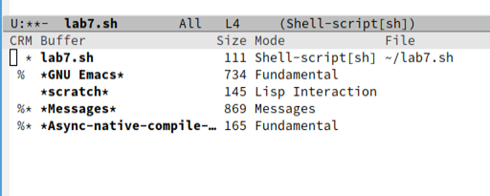 U:**-  lab7.sh        All   L4     (Shell-script[sh])
CRM Buffer            Size Mode             File
  * lab7.sh            111 Shell-script[sh] ~/lab7.sh
 %  *GNU Emacs*        734 Fundamental
    *scratch*          145 Lisp Interaction
 %* *Messages*         869 Messages
 %* *Async-native-compile-… 165 Fundamental